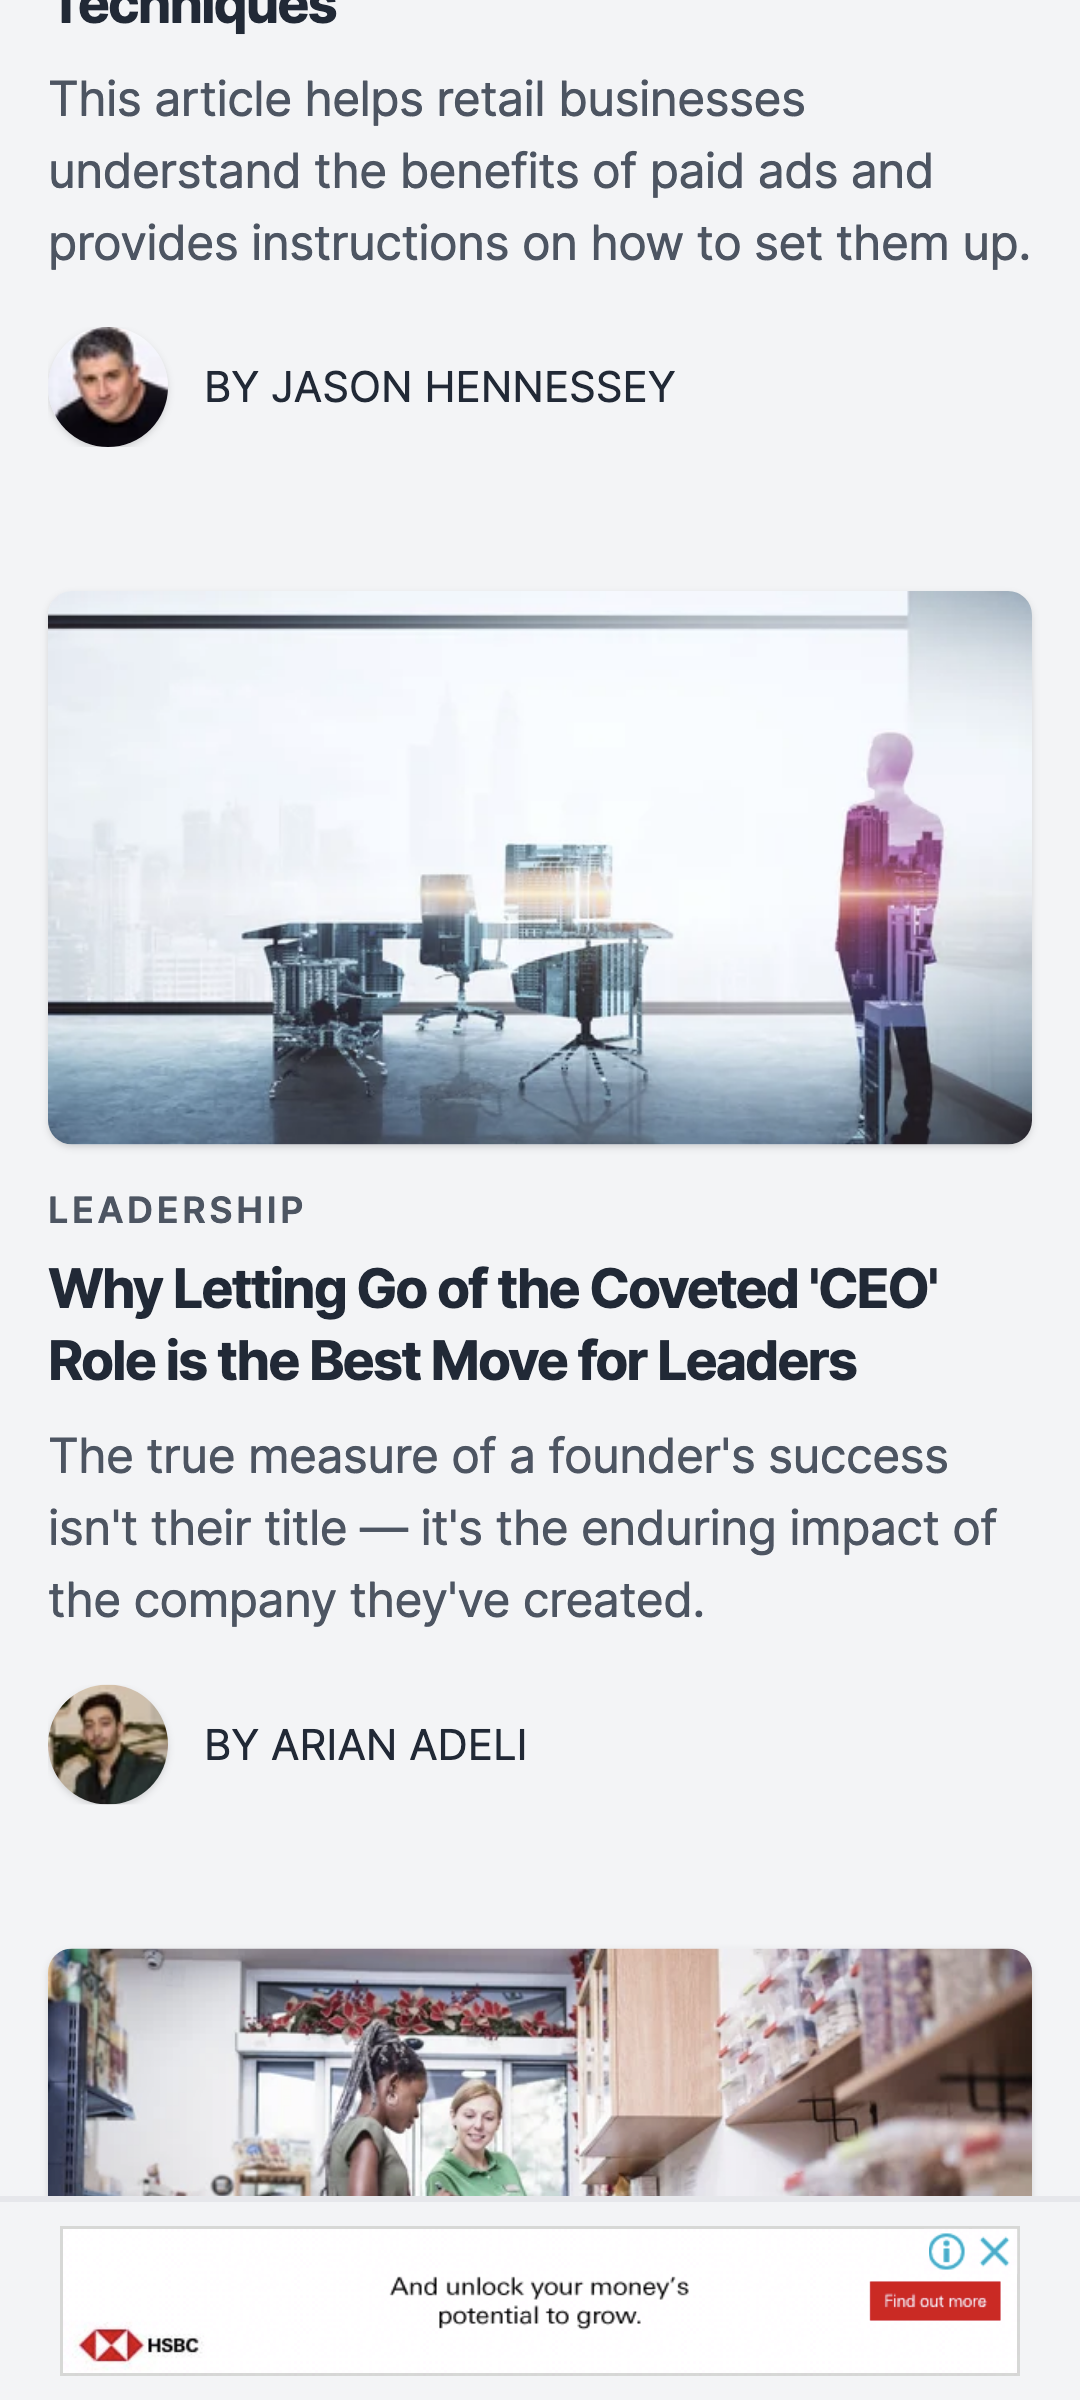 Techniques
This article helps retail businesses
understand the benefits of paid ads and
provides instructions on how to set them up.
BY JASON HENNESSEY
LEADERSHIP
Why Letting Go of the Coveted 'CEO'
Role is the Best Move for Leaders
The true measure of a founder's success
isn't their title — it's the enduring impact of
the company they've created.
BY ARIAN ADELI
And unlock your money's
potential to grow.
Find out more
HSBC